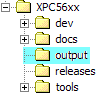 XPC56xx
dev
docs
output
releases
tools